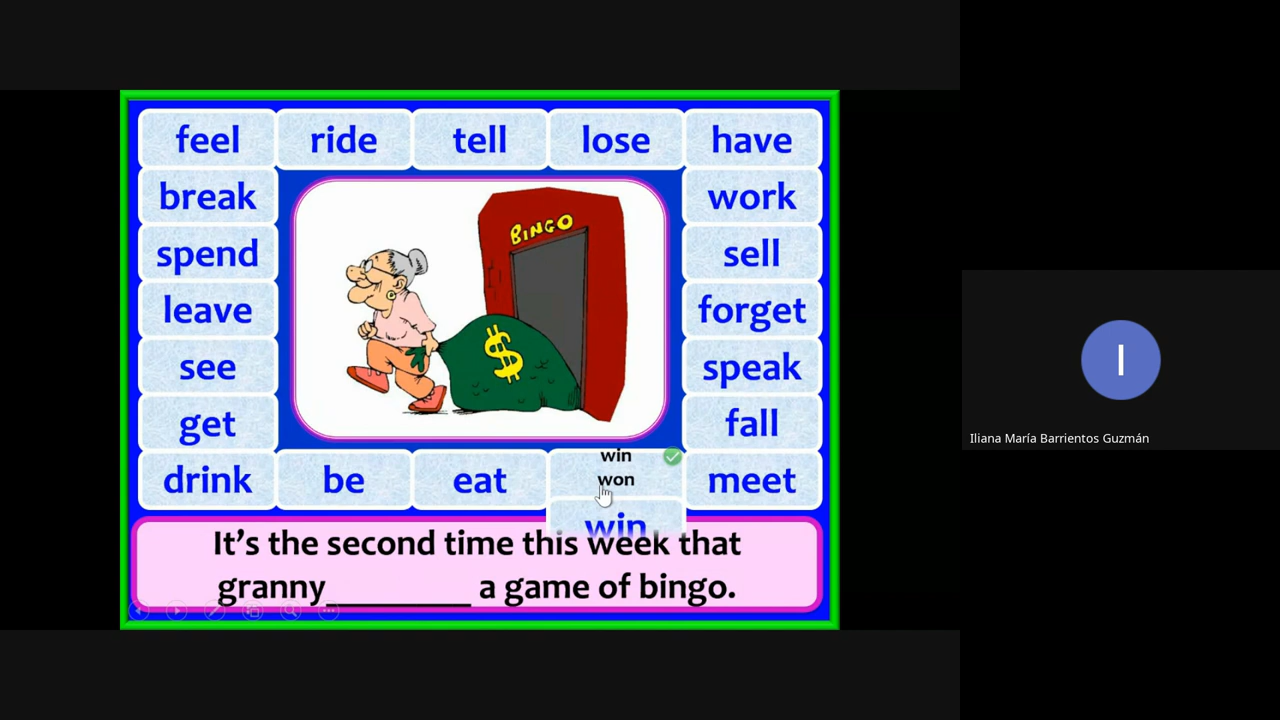 feel ride tell lose have
break work
spend sell
BINGO
leave $ forget
see speak
get fall
win
won
drink be eat meet
win
It's the second time this week that
granny_________ a game of bingo.
I
Iliana María Barrientos Guzmán